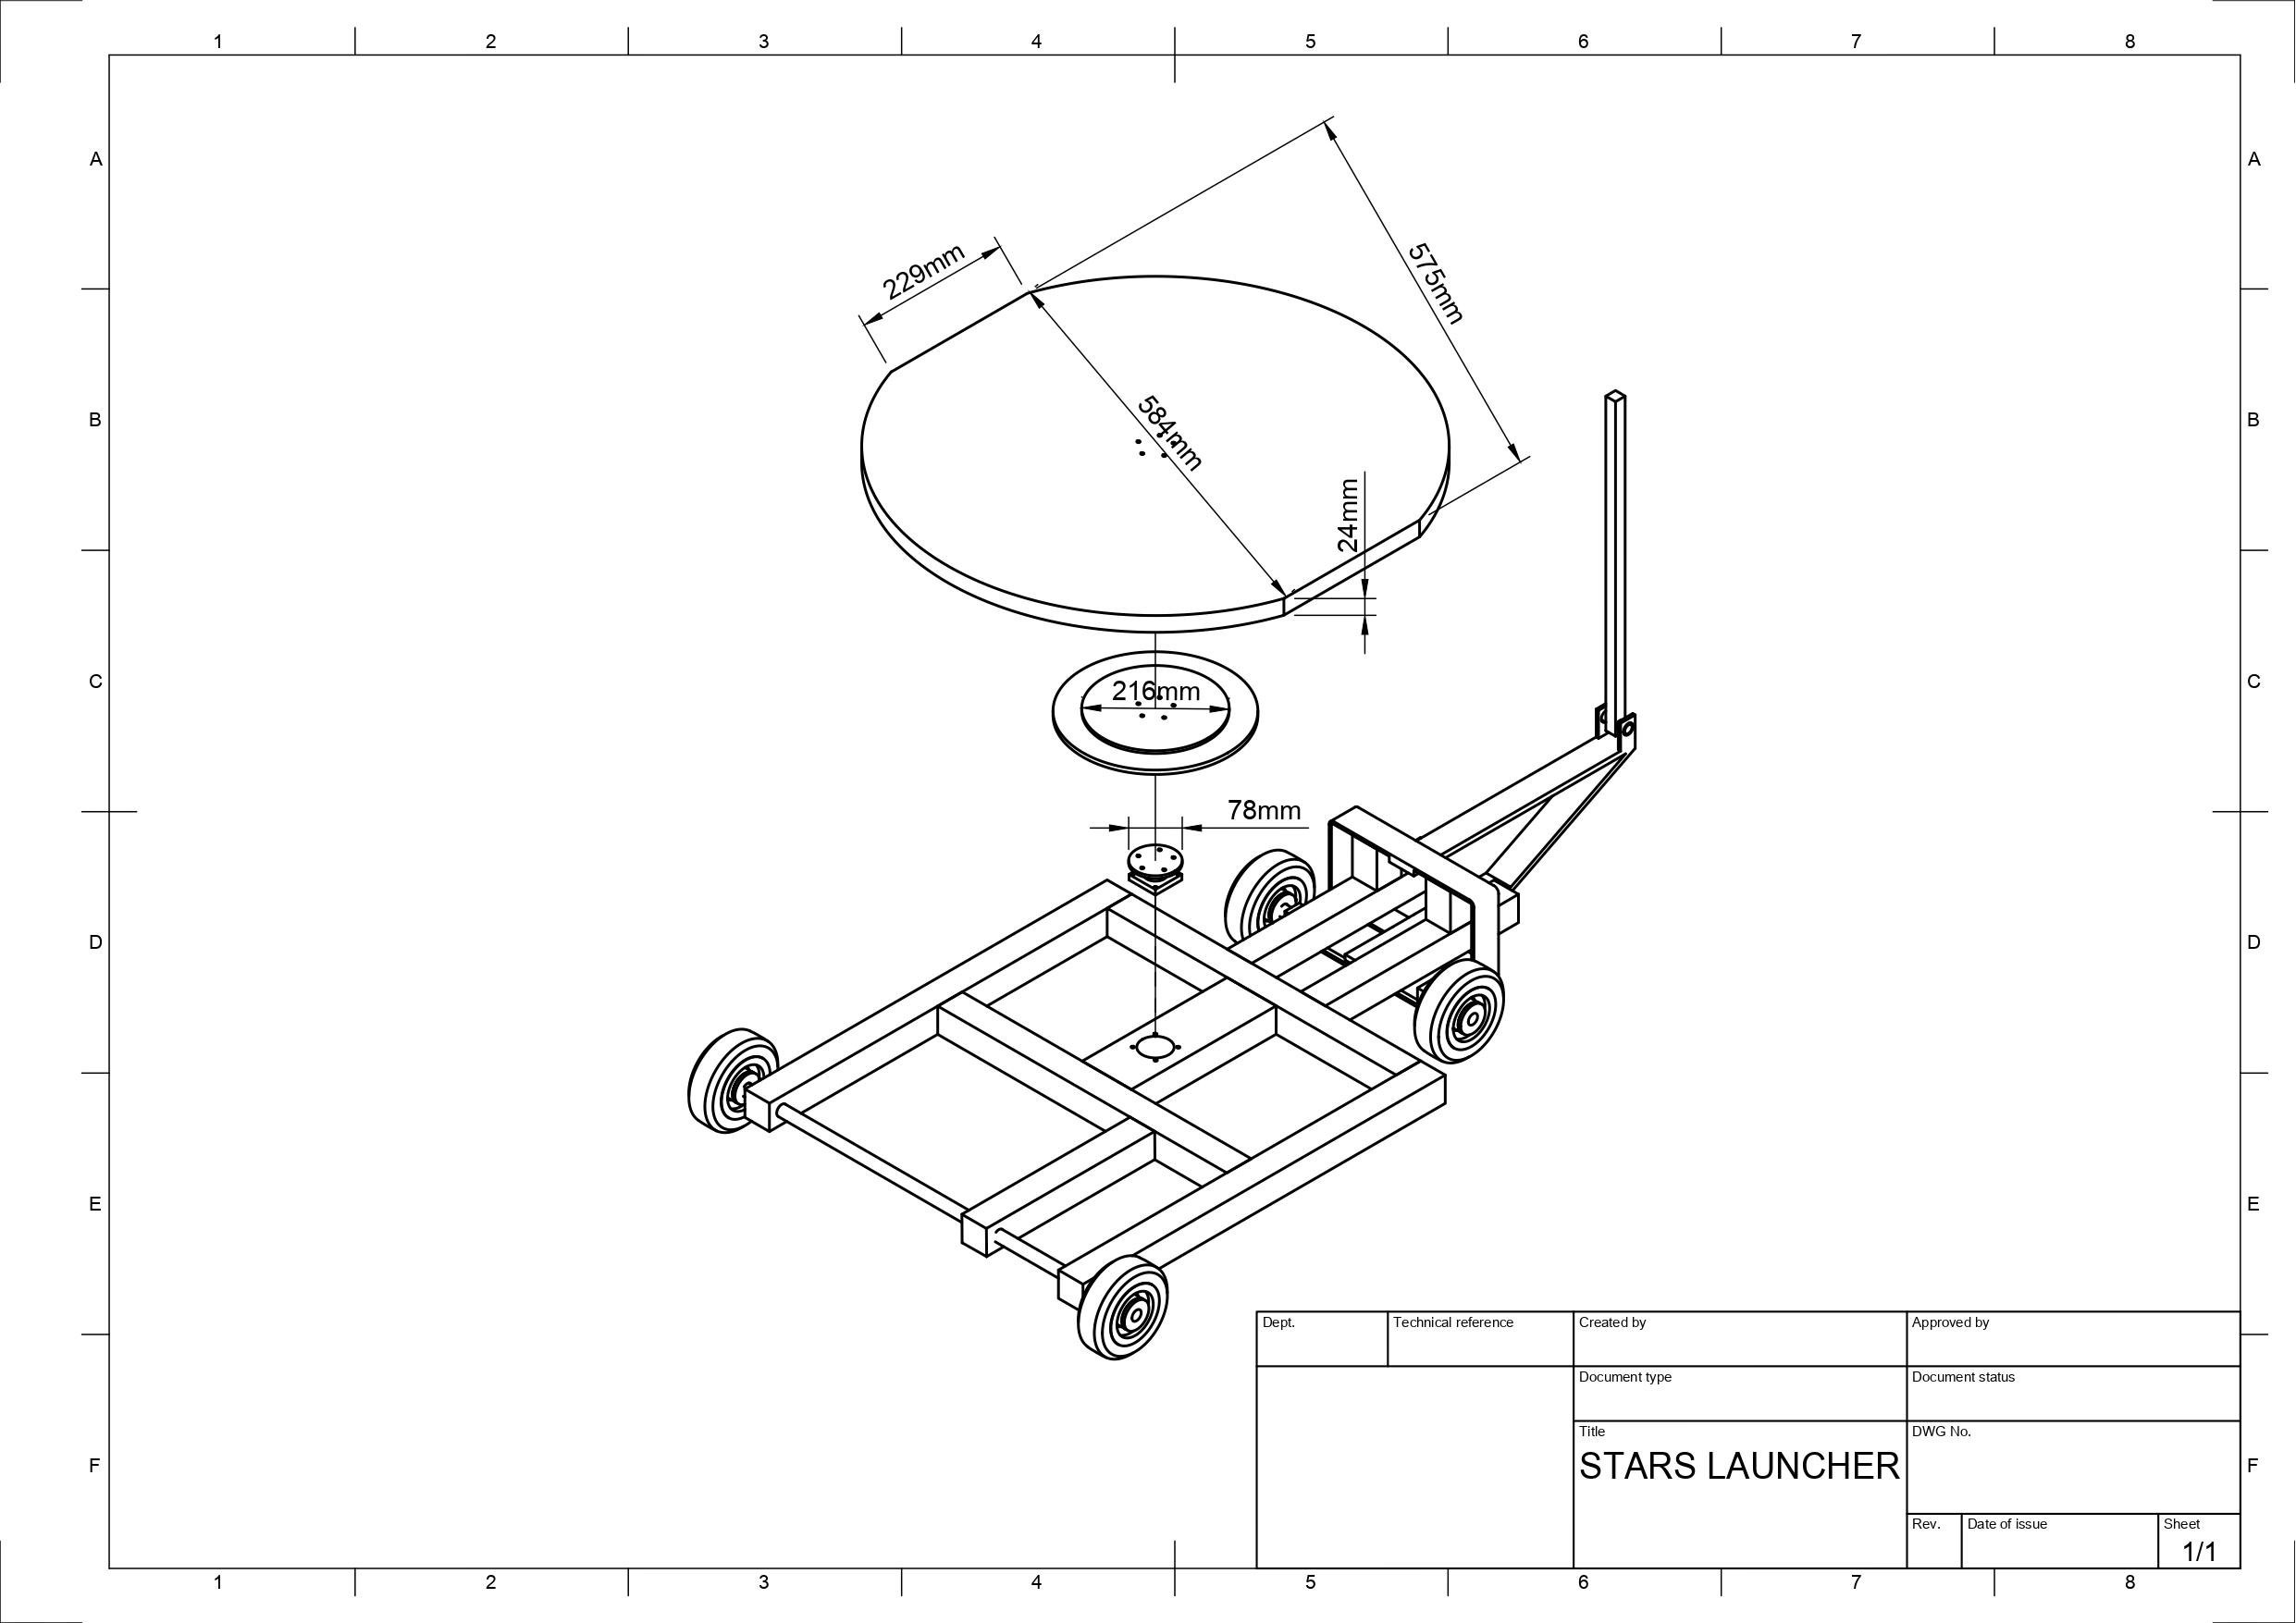 1 2 3 4 5 6 7 8
A A
575mm
229mm
B B
584mm
24mm
C C
216mm
78mm
D D
E E
Dept. Technical reference Created by Approved by
Document type Document status
Title DWG No.
F STARS LAUNCHER F
Rev. Date of issue Sheet
1/1
1 2 3 4 5 6 7 8